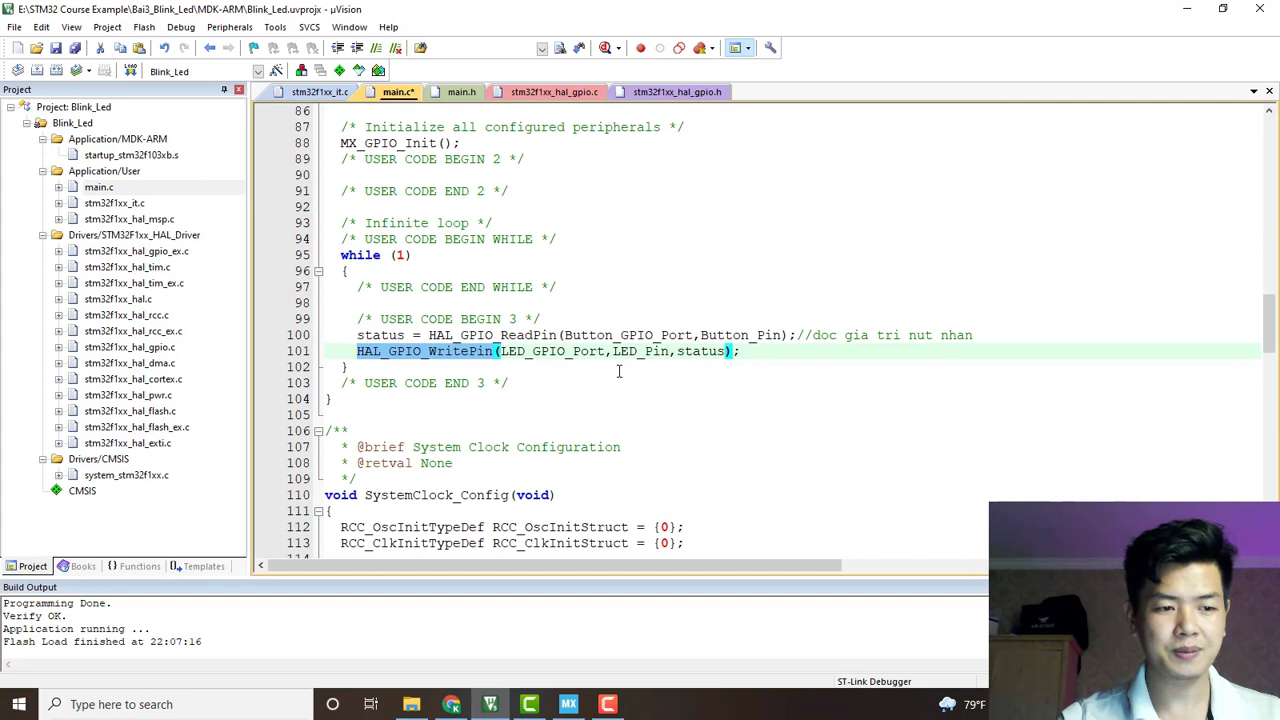 E:\STM32 Course Example\Bai3_Blink_Led\MDK-ARM\Blink_Led.uvprojx - µVision
File Edit View Project Flash Debug Peripherals Tools SVCS Window Help
Blink_Led
Project
stm32f1xx_it.c main.c* main.h stm32f1xx_hal_gpio.c stm32f1xx_hal_gpio.h
Project: Blink_Led
Blink_Led
Application/MDK-ARM
startup_stm32f103xb.s
Application/User
main.c
stm32f1xx_it.c
stm32f1xx_hal_msp.c
Drivers/STM32F1xx_HAL_Driver
stm32f1xx_hal_gpio_ex.c
stm32f1xx_hal_tim.c
stm32f1xx_hal_tim_ex.c
stm32f1xx_hal.c
stm32f1xx_hal_rcc.c
stm32f1xx_hal_rcc_ex.c
stm32f1xx_hal_gpio.c
stm32f1xx_hal_dma.c
stm32f1xx_hal_cortex.c
stm32f1xx_hal_pwr.c
stm32f1xx_hal_flash.c
stm32f1xx_hal_flash_ex.c
stm32f1xx_hal_exti.c
Drivers/CMSIS
system_stm32f1xx.c
CMSIS
Project Books Functions Templates
86
87 /* Initialize all configured peripherals */
88 MX_GPIO_Init();
89 /* USER CODE BEGIN 2 */
90
91 /* USER CODE END 2 */
92
93 /* Infinite loop */
94 /* USER CODE BEGIN WHILE */
95 while (1)
96 {
97 /* USER CODE END WHILE */
98
99 /* USER CODE BEGIN 3 */
100 status = HAL_GPIO_ReadPin(Button_GPIO_Port,Button_Pin);//doc gia tri nut nhan
101 HAL_GPIO_WritePin(LED_GPIO_Port,LED_Pin,status);
102 }
103 /* USER CODE END 3 */
104 }
105
106 /**
107 * @brief System Clock Configuration
108 * @retval None
109 */
110 void SystemClock_Config(void)
111 {
112 RCC_OscInitTypeDef RCC_OscInitStruct = {0};
113 RCC_ClkInitTypeDef RCC_ClkInitStruct = {0};
Build Output
Programming Done.
Verify OK.
Application running ...
Flash Load finished at 22:07:16
ST-Link Debugger
Type here to search
79°F